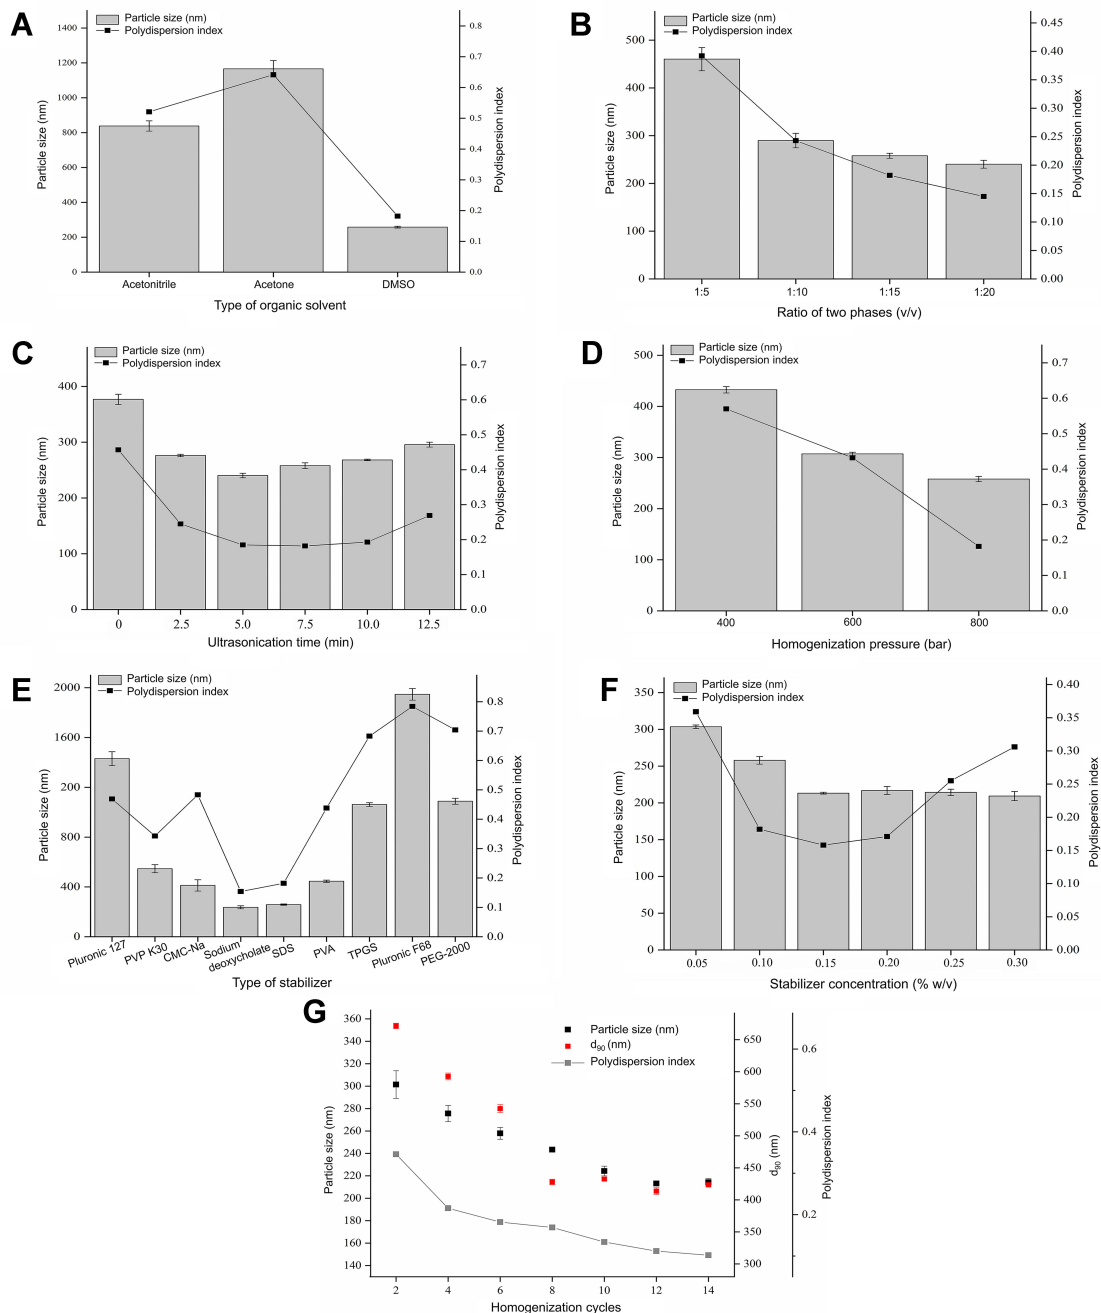 A
Particle size (nm)
Polydispersion index
1400
1200
1000
800
600
400
200
0
0.8
0.7
0.6
0.5
0.4
0.3
0.2
0.1
0.0
Particle size (nm)
Polydispersion index
Acetonitrile Acetone DMSO
Type of organic solvent
B
Particle size (nm)
Polydispersion index
500
400
300
200
100
0
0.45
0.40
0.35
0.30
0.25
0.20
0.15
0.10
0.05
0.00
Particle size (nm)
Polydispersion index
1:5 1:10 1:15 1:20
Ratio of two phases (v/v)
C
Particle size (nm)
Polydispersion index
400
300
200
100
0
0.7
0.6
0.5
0.4
0.3
0.2
0.1
0.0
Particle size (nm)
Polydispersion index
0 2.5 5.0 7.5 10.0 12.5
Ultrasonication time (min)
D
Particle size (nm)
Polydispersion index
500
400
300
200
100
0
0.7
0.6
0.5
0.4
0.3
0.2
0.1
0.0
Particle size (nm)
Polydispersion index
400 600 800
Homogenization pressure (bar)
E
Particle size (nm)
Polydispersion index
2000
1600
200
800
400
0
0.8
0.7
0.6
0.5
0.4
0.3
0.2
0.1
0.0
Particle size (nm)
Polydispersion index
Pluronic 127
PVP K30
CMC-Na
Sodium
deoxycholate
SDS
PVA
TPGS
Pluronic F68
PEG-2000
Type of stabilizer
F
Particle size (nm)
Polydispersion index
350
300
250
200
150
100
50
0
0.40
0.35
0.30
0.25
0.20
0.15
0.10
0.05
0.00
Particle size (nm)
Polydispersion index
0.05 0.10 0.15 0.20 0.25 0.30
Stabilizer concentration (% w/v)
G
Particle size (nm)
d90 (nm)
Polydispersion index
360
340
320
300
280
260
240
220
200
180
160
140
650
600
550
500
450
400
350
300
0.6
0.4
0.2
Particle size (nm)
d90 (nm)
Polydispersion index
2 4 6 8 10 12 14
Homogenization cycles